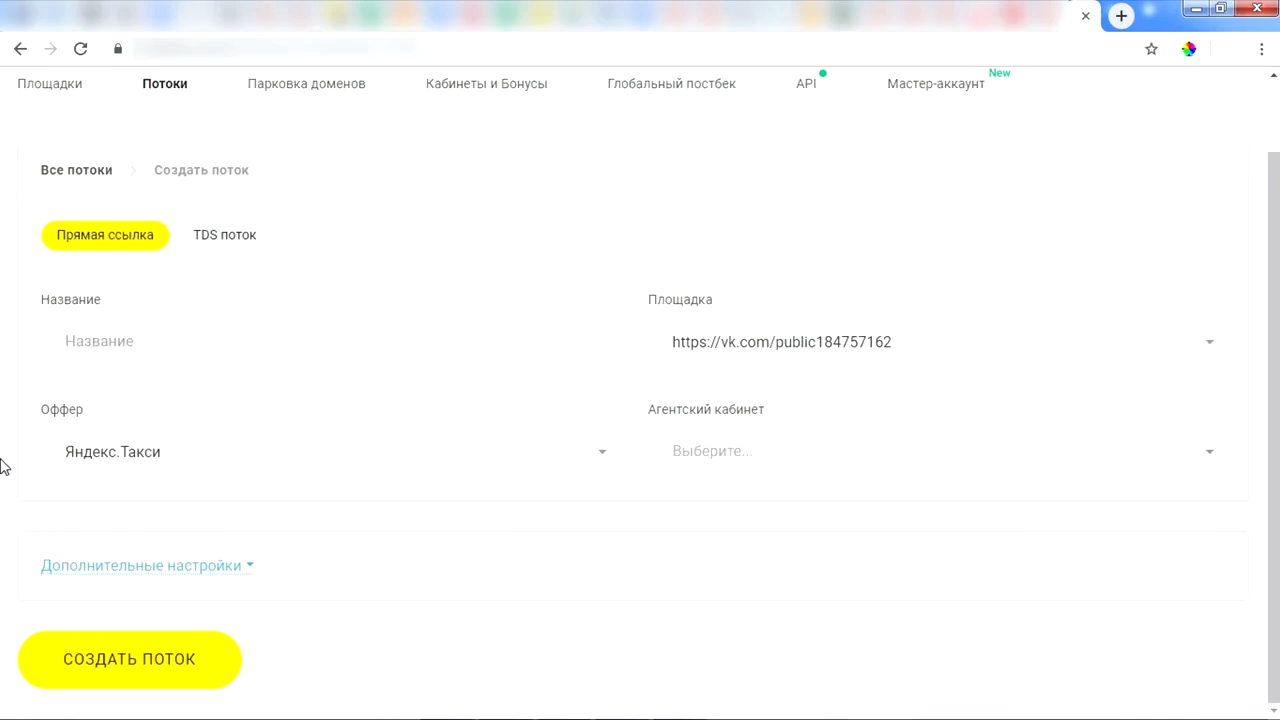 Площадки Потоки Парковка доменов Кабинеты и Бонусы Глобальный постбек API Мастер-аккаунт New
Все потоки Создать поток
Прямая ссылка TDS поток
Название Площадка
Название https://vk.com/public184757162
Оффер Агентский кабинет
Яндекс.Такси Выберите...
Дополнительные настройки
СОЗДАТЬ ПОТОК